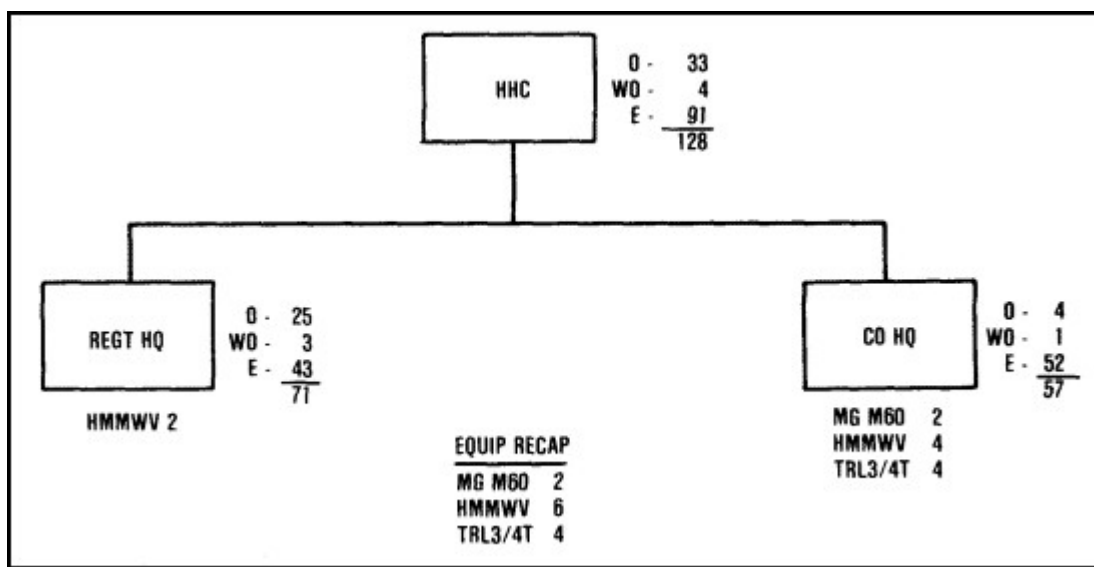 HHC
O - 33
WO - 4
E - 91
128
REGT HQ
O - 25
WO - 3
E - 43
71
HMMWV 2
CO HQ
O - 4
WO - 1
E - 52
57
MG M60 2
HMMWV 4
TRL3/4T 4
EQUIP RECAP
MG M60 2
HMMWV 6
TRL3/4T 4